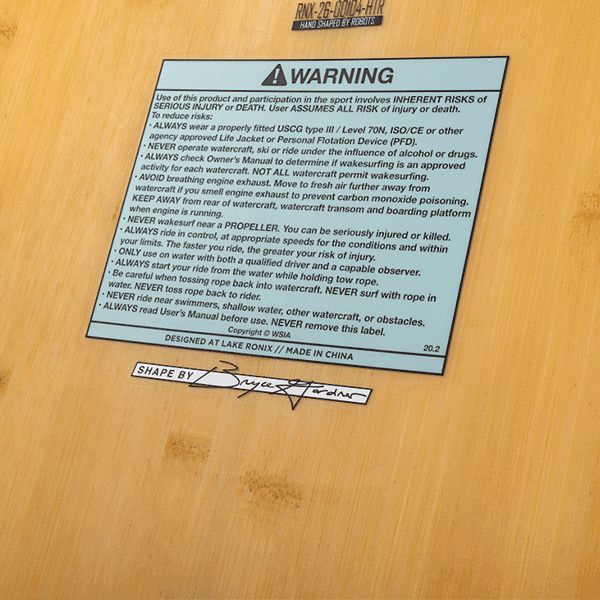 RNX-26-00104-HTR
HAND SHAPED BY ROBOTS
WARNING
Use of this product and participation in the sport involves INHERENT RISKS of
SERIOUS INJURY or DEATH. User ASSUMES ALL RISK of injury or death.
To reduce risks:
• ALWAYS wear a properly fitted USCG type III / Level 70N, ISO/CE or other
agency approved Life Jacket or Personal Flotation Device (PFD).
• NEVER operate watercraft, ski or ride under the influence of alcohol or drugs.
• ALWAYS check Owner's Manual to determine if wakesurfing is an approved
activity for each watercraft. NOT ALL watercraft permit wakesurfing.
• AVOID breathing engine exhaust. Move to fresh air further away from
watercraft if you smell engine exhaust to prevent carbon monoxide poisoning.
KEEP AWAY from rear of watercraft, watercraft transom and boarding platform
when engine is running.
• NEVER wakesurf near a PROPELLER. You can be seriously injured or killed.
• ALWAYS ride in control, at appropriate speeds for the conditions and within
your limits. The faster you ride, the greater your risk of injury.
• ONLY use on water with both a qualified driver and a capable observer.
• ALWAYS start your ride from the water while holding tow rope.
• Be careful when tossing rope back into watercraft. NEVER surf with rope in
water. NEVER toss rope back to rider.
• NEVER ride near swimmers, shallow water, other watercraft, or obstacles.
• ALWAYS read User's Manual before use. NEVER remove this label.
Copyright © WSIA
20.2
DESIGNED AT LAKE RONIX // MADE IN CHINA
SHAPE BY Bryce Gardner